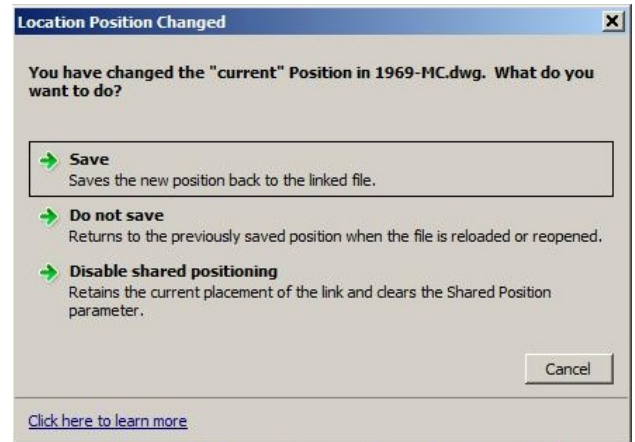 Location Position Changed
You have changed the "current" Position in 1969-MC.dwg. What do you
want to do?
Save
Saves the new position back to the linked file.
Do not save
Returns to the previously saved position when the file is reloaded or reopened.
Disable shared positioning
Retains the current placement of the link and clears the Shared Position
parameter.
Cancel
Click here to learn more